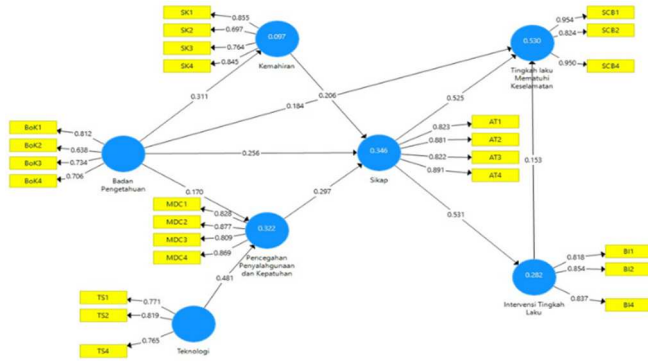 SK1
SK2
SK3
SK4
0.855
0.697
0.764
0.845
0.097
Kemahiran
0.530
Tingkah laku
Mematuhi
Keselamatan
0.954
0.824
0.950
SCB1
SCB2
SCB4
0.311
0.206
0.184
0.525
BoK1
BoK2
BoK3
BoK4
0.812
0.638
0.734
0.706
Badan
Pengetahuan
0.256
0.346
Sikap
0.823
0.881
0.822
0.891
AT1
AT2
AT3
AT4
0.153
0.170
0.297
0.531
MDC1
MDC2
MDC3
MDC4
0.828
0.877
0.809
0.869
0.322
Pencegahan
Penyalahgunaan
dan Kepatuhan
0.481
0.282
Intervensi Tingkah
Laku
0.818
0.854
0.837
BI1
BI2
BI4
TS1
TS2
TS4
0.771
0.819
0.765
Teknologi